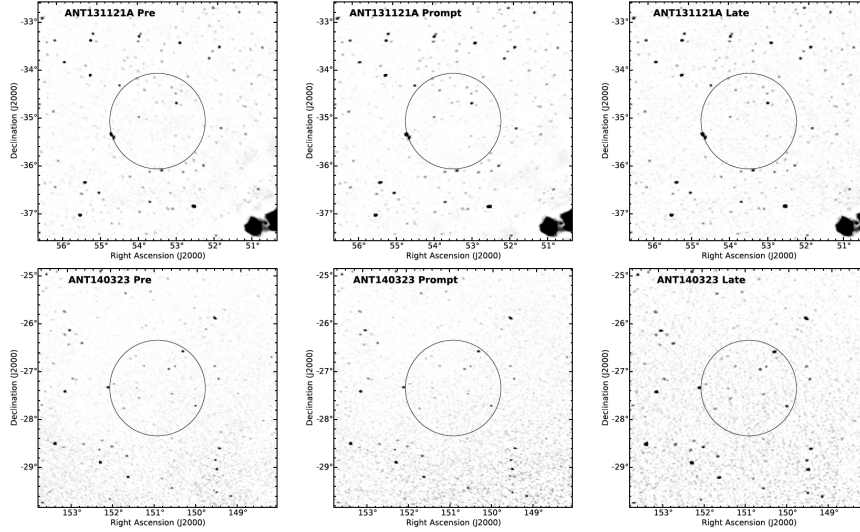 ANT131121A Pre
-33°
-34°
-35°
-36°
-37°
Declination (J2000)
56° 55° 54° 53° 52° 51°
Right Ascension (J2000)
ANT131121A Prompt
-33°
-34°
-35°
-36°
-37°
Declination (J2000)
56° 55° 54° 53° 52° 51°
Right Ascension (J2000)
ANT131121A Late
-33°
-34°
-35°
-36°
-37°
Declination (J2000)
56° 55° 54° 53° 52° 51°
Right Ascension (J2000)
ANT140323 Pre
-25°
-26°
-27°
-28°
-29°
Declination (J2000)
153° 152° 151° 150° 149°
Right Ascension (J2000)
ANT140323 Prompt
-25°
-26°
-27°
-28°
-29°
Declination (J2000)
153° 152° 151° 150° 149°
Right Ascension (J2000)
ANT140323 Late
-25°
-26°
-27°
-28°
-29°
Declination (J2000)
153° 152° 151° 150° 149°
Right Ascension (J2000)